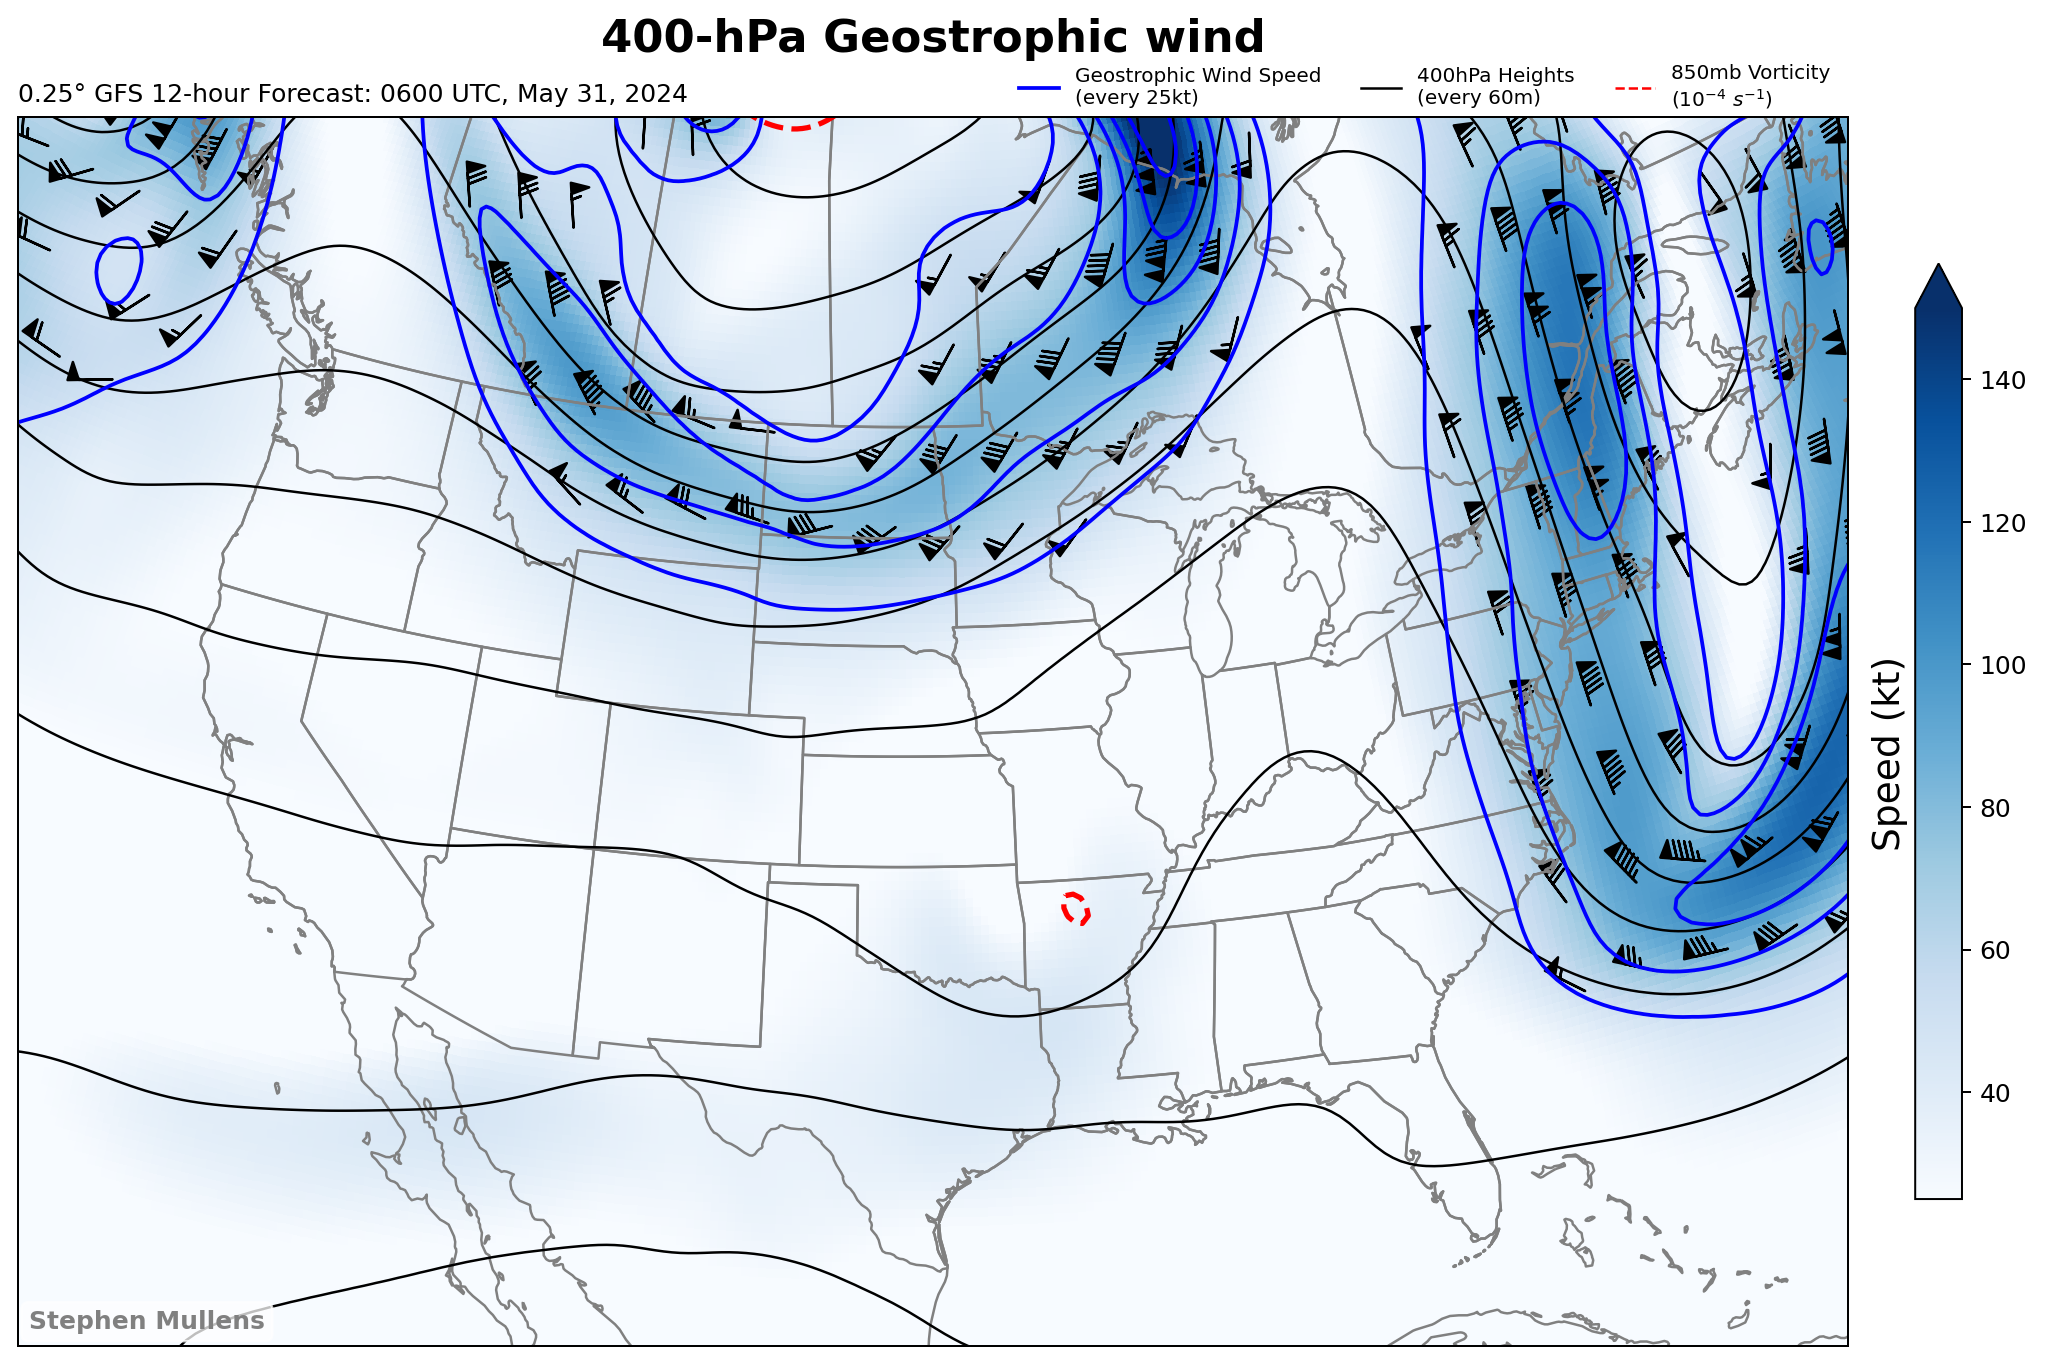 400-hPa Geostrophic wind
0.25° GFS 12-hour Forecast: 0600 UTC, May 31, 2024
Geostrophic Wind Speed
(every 25kt)
400hPa Heights
(every 60m)
850mb Vorticity
(10⁻⁴ s⁻¹)
140
120
100
80
60
40
Speed (kt)
Stephen Mullens